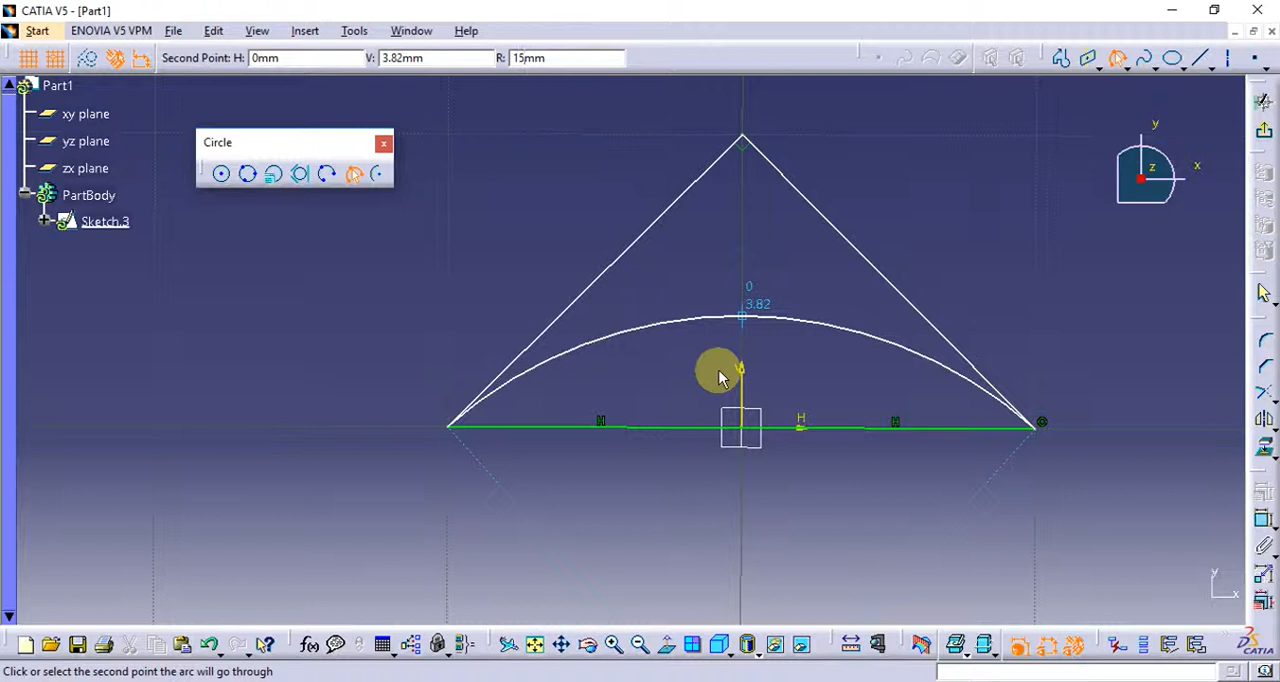 CATIA V5 - [Part1]
Start ENOVIA V5 VPM File Edit View Insert Tools Window Help
Second Point: H: 0mm V: 3.82mm R: 15mm
Part1
xy plane
yz plane
zx plane
PartBody
Sketch.3
Circle
y
x
z
0
3.82
V
H
H
H
y
x
f(x)
CATIA
Click or select the second point the arc will go through